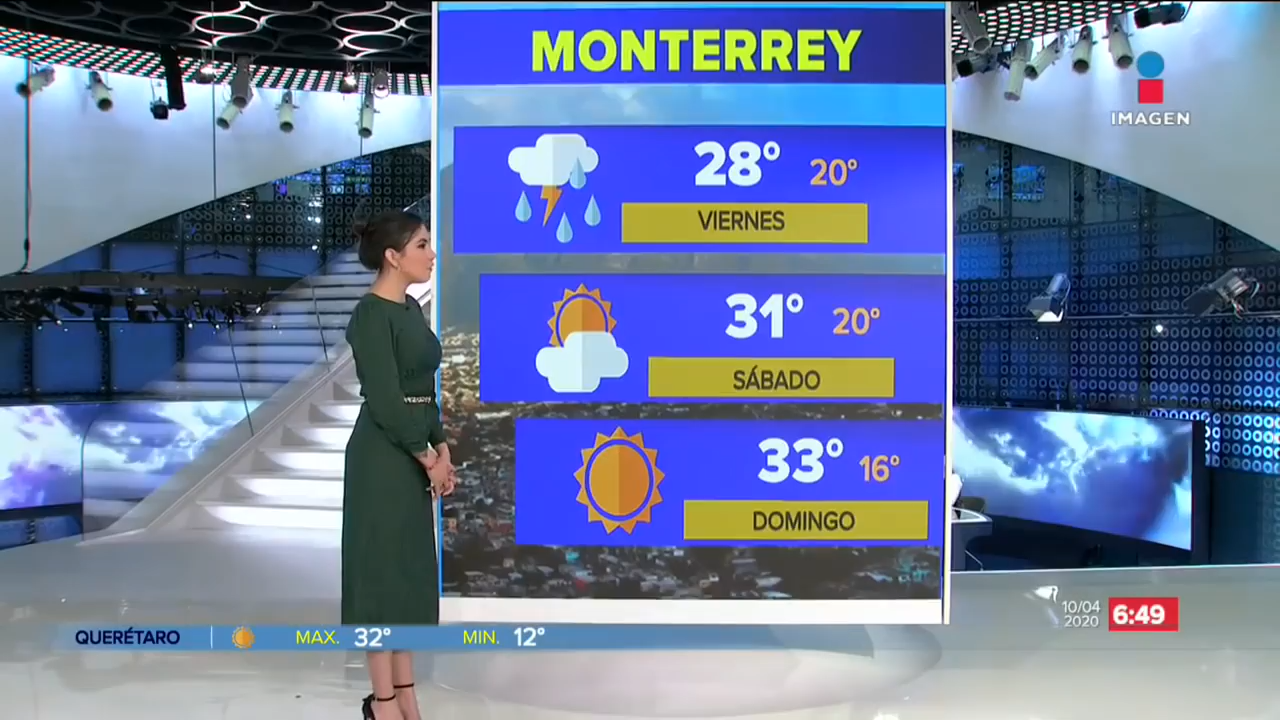 MONTERREY
IMAGEN
28° 20°
VIERNES
31° 20°
SÁBADO
33° 16°
DOMINGO
QUERÉTARO MAX. 32° MIN. 12°
10/04
2020
6:49